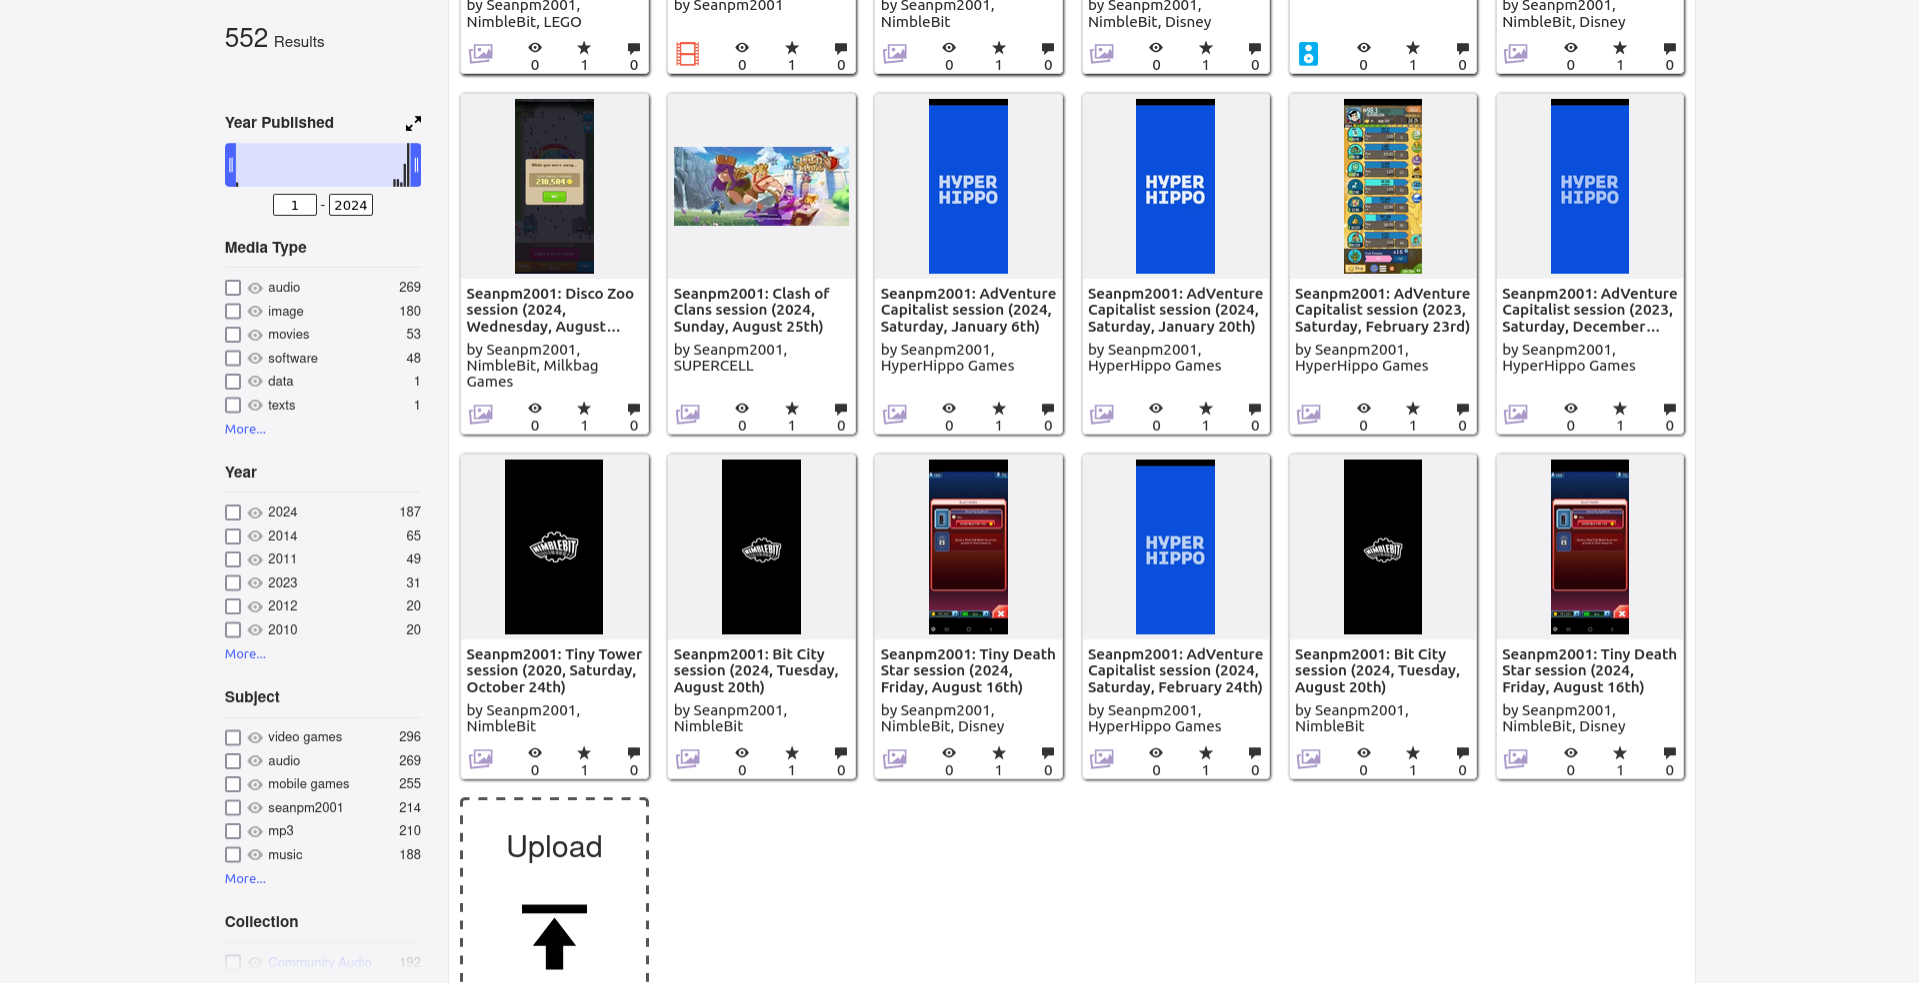 552 Results
Year Published
1 - 2024
Media Type
audio 269
image 180
movies 53
software 48
data 1
texts 1
More...
Year
2024 187
2014 65
2011 49
2023 31
2012 20
2010 20
More...
Subject
video games 296
audio 269
mobile games 255
seanpm2001 214
mp3 210
music 188
More...
Collection
Community Audio 192
by Seanpm2001,
NimbleBit, LEGO
0 1 0
by Seanpm2001
0 1 0
by Seanpm2001,
NimbleBit
0 1 0
by Seanpm2001,
NimbleBit, Disney
0 1 0
0 1 0
by Seanpm2001,
NimbleBit, Disney
0 1 0
While you were away...
210,504
Seanpm2001: Disco Zoo
session (2024,
Wednesday, August...
by Seanpm2001,
NimbleBit, Milkbag
Games
0 1 0
Seanpm2001: Clash of
Clans session (2024,
Sunday, August 25th)
by Seanpm2001,
SUPERCELL
0 1 0
HYPER
HIPPO
Seanpm2001: AdVenture
Capitalist session (2024,
Saturday, January 6th)
by Seanpm2001,
HyperHippo Games
0 1 0
HYPER
HIPPO
Seanpm2001: AdVenture
Capitalist session (2024,
Saturday, January 20th)
by Seanpm2001,
HyperHippo Games
0 1 0
Seanpm2001: AdVenture
Capitalist session (2023,
Saturday, February 23rd)
by Seanpm2001,
HyperHippo Games
0 1 0
HYPER
HIPPO
Seanpm2001: AdVenture
Capitalist session (2023,
Saturday, December...
by Seanpm2001,
HyperHippo Games
0 1 0
NIMBLEBIT
Seanpm2001: Tiny Tower
session (2020, Saturday,
October 24th)
by Seanpm2001,
NimbleBit
0 1 0
NIMBLEBIT
Seanpm2001: Bit City
session (2024, Tuesday,
August 20th)
by Seanpm2001,
NimbleBit
0 1 0
Seanpm2001: Tiny Death
Star session (2024,
Friday, August 16th)
by Seanpm2001,
NimbleBit, Disney
0 1 0
HYPER
HIPPO
Seanpm2001: AdVenture
Capitalist session (2024,
Saturday, February 24th)
by Seanpm2001,
HyperHippo Games
0 1 0
NIMBLEBIT
Seanpm2001: Bit City
session (2024, Tuesday,
August 20th)
by Seanpm2001,
NimbleBit
0 1 0
Seanpm2001: Tiny Death
Star session (2024,
Friday, August 16th)
by Seanpm2001,
NimbleBit, Disney
0 1 0
Upload